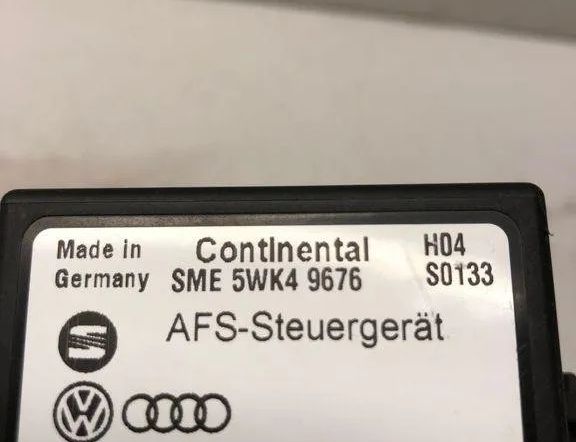 Made in Continental H04
Germany SME 5WK4 9676 S0133
AFS-Steuergerät